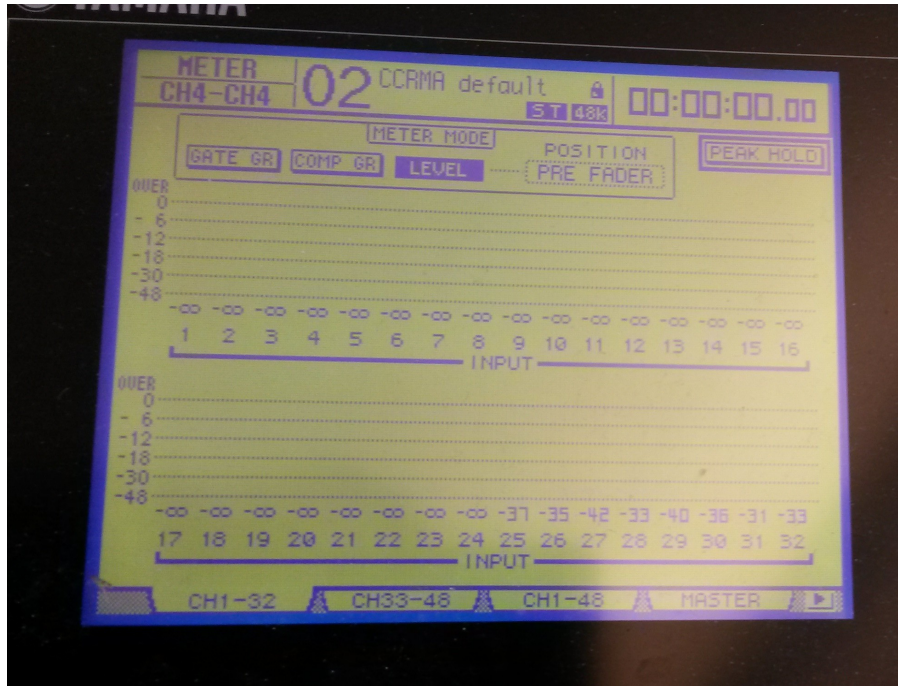 YAMAHA
METER
CH4-CH4
02 CCRMA default
ST 48K
00:00:00.00
METER MODE
GATE GR COMP GR LEVEL
POSITION
PRE FADER
PEAK HOLD
OVER
0
- 6
-12
-18
-30
-48
-∞ -∞ -∞ -∞ -∞ -∞ -∞ -∞ -∞ -∞ -∞ -∞ -∞ -∞ -∞ -∞
1 2 3 4 5 6 7 8 9 10 11 12 13 14 15 16
INPUT
OVER
0
- 6
-12
-18
-30
-48
-∞ -∞ -∞ -∞ -∞ -∞ -∞ -∞ -37 -35 -42 -33 -40 -36 -31 -33
17 18 19 20 21 22 23 24 25 26 27 28 29 30 31 32
INPUT
CH1-32 CH33-48 CH1-48 MASTER